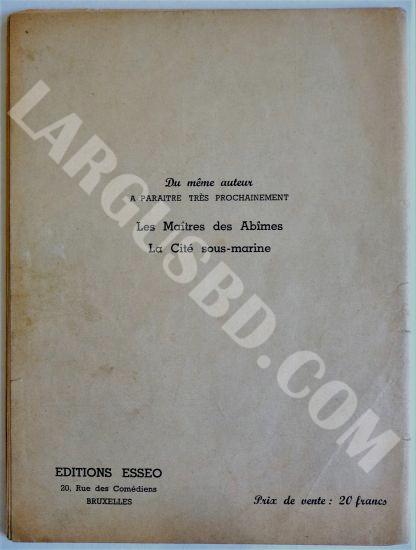 Du même auteur
A PARAITRE TRÈS PROCHAINEMENT
Les Maîtres des Abîmes
La Cité sous-marine
LARGUSBD.COM
EDITIONS ESSEO
20, Rue des Comédiens
BRUXELLES
Prix de vente : 20 francs